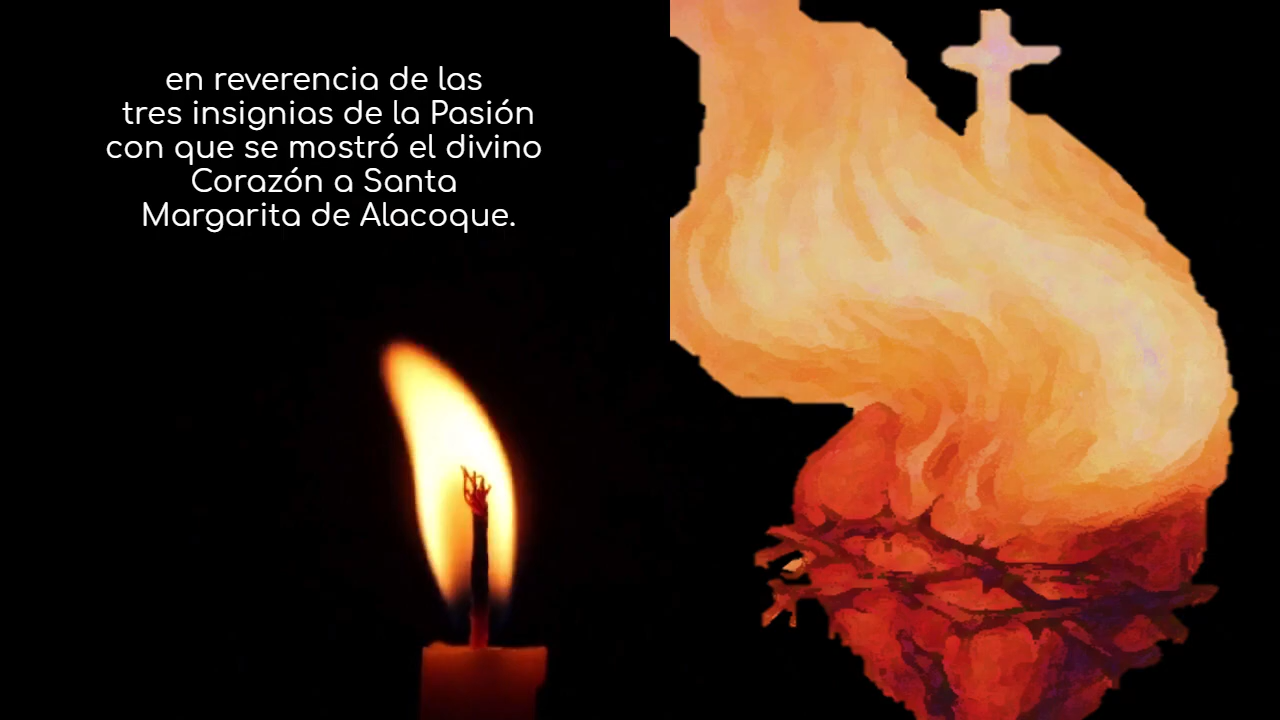 en reverencia de las
tres insignias de la Pasión
con que se mostró el divino
Corazón a Santa
Margarita de Alacoque.